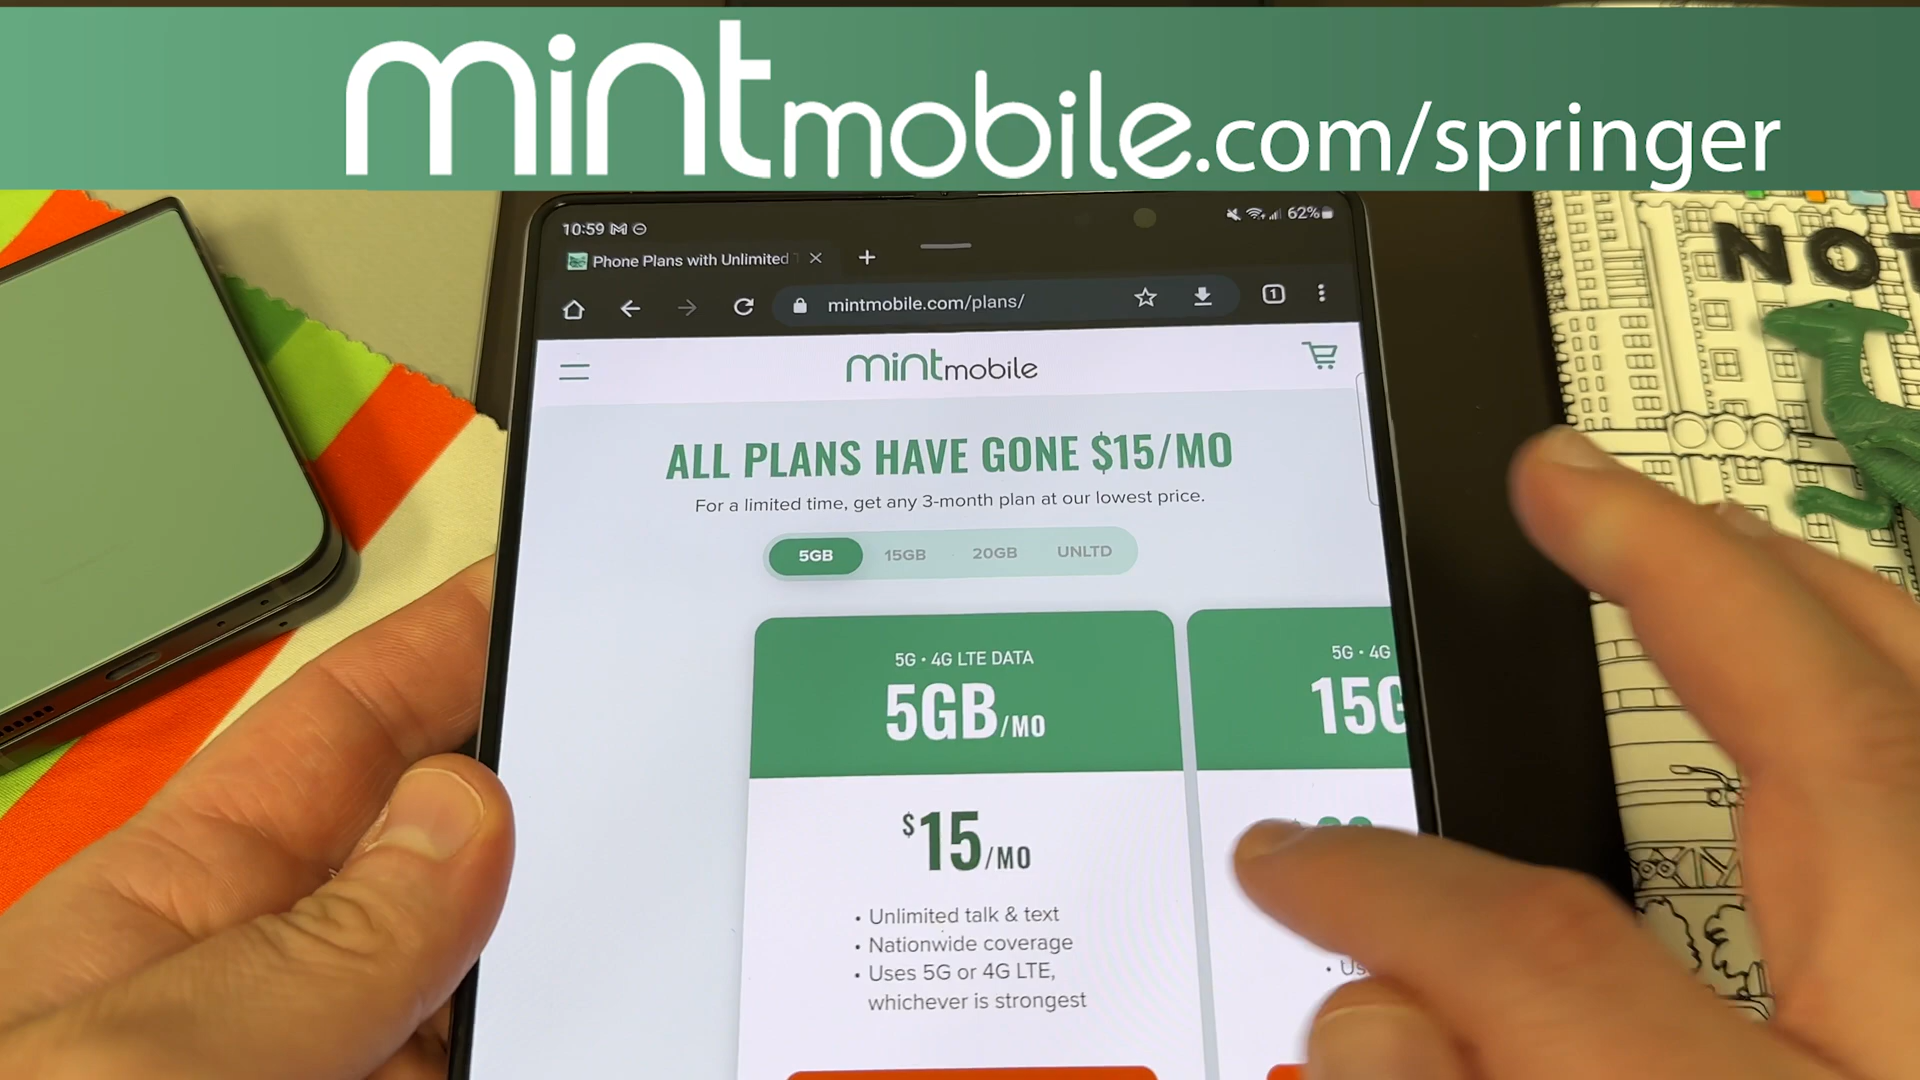 mintmobile.com/springer
10:59
62%
Phone Plans with Unlimited
1
mintmobile.com/plans/
mintmobile
ALL PLANS HAVE GONE $15/MO
For a limited time, get any 3-month plan at our lowest price.
5GB 15GB 20GB UNLTD
5G • 4G LTE DATA
5GB/MO
$15/MO
• Unlimited talk & text
• Nationwide coverage
• Uses 5G or 4G LTE,
whichever is strongest
5G • 4G
15G
NOT